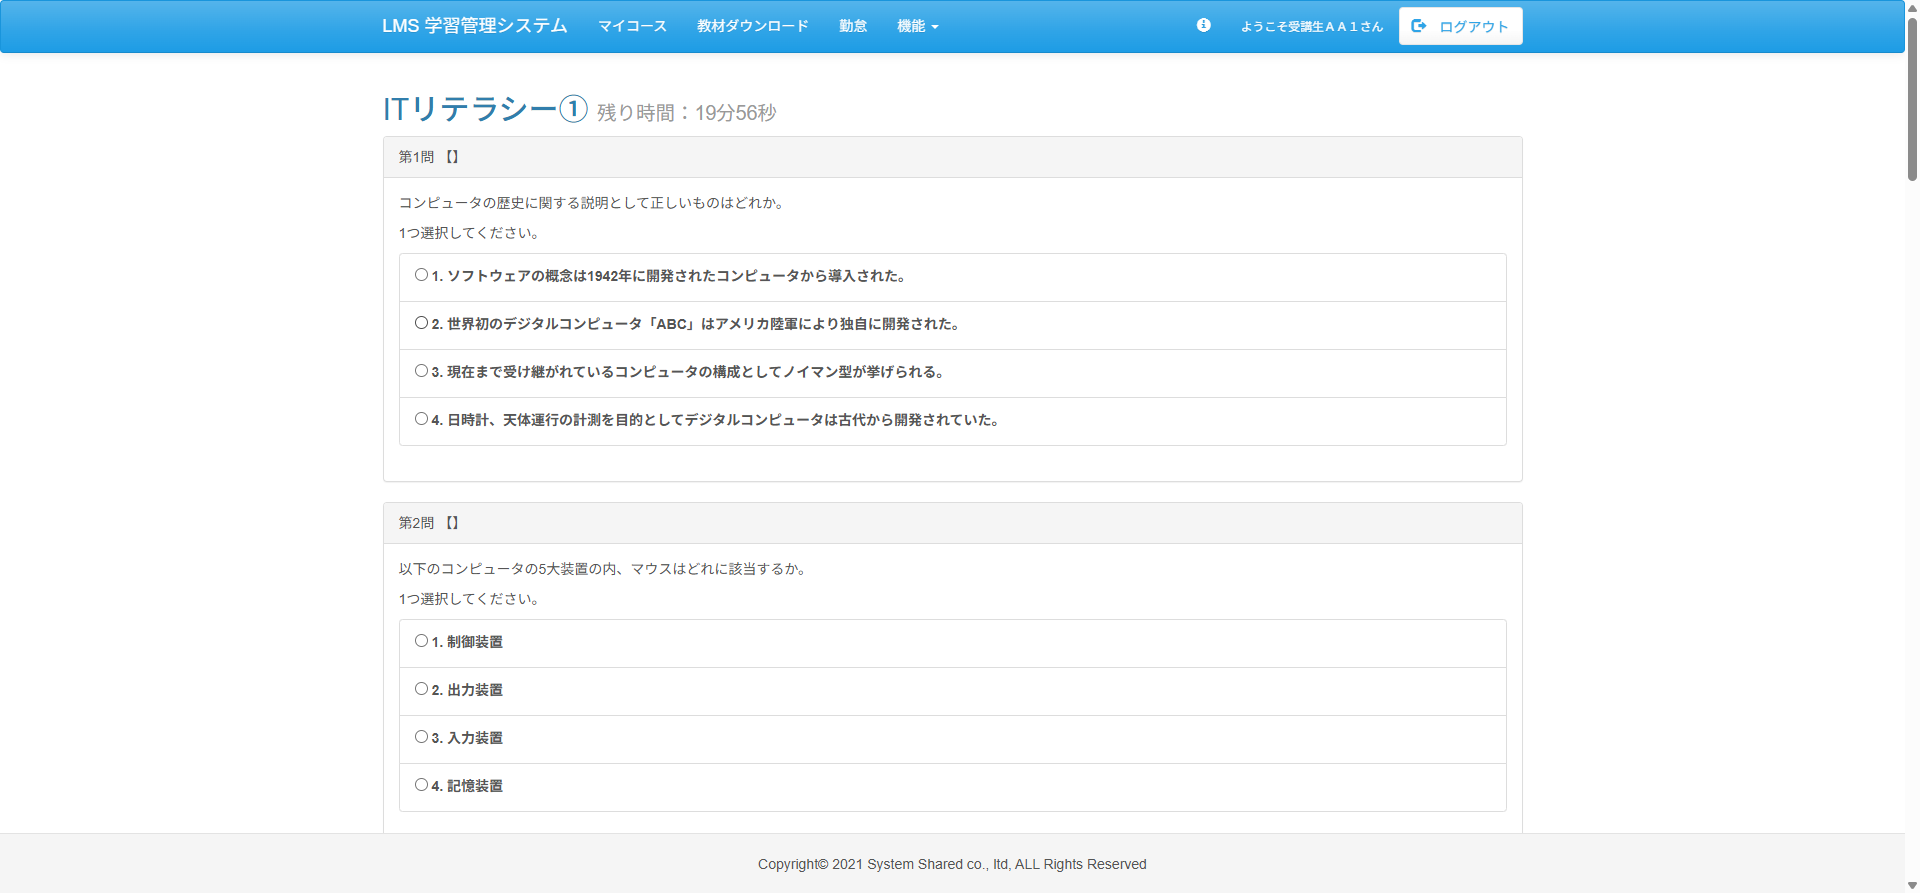 LMS 学習管理システム マイコース 教材ダウンロード 勤怠 機能 ようこそ受講生ＡＡ１さん ログアウト
ITリテラシー① 残り時間：19分56秒
第1問 【】
コンピュータの歴史に関する説明として正しいものはどれか。
1つ選択してください。
1. ソフトウェアの概念は1942年に開発されたコンピュータから導入された。
2. 世界初のデジタルコンピュータ「ABC」はアメリカ陸軍により独自に開発された。
3. 現在まで受け継がれているコンピュータの構成としてノイマン型が挙げられる。
4. 日時計、天体運行の計測を目的としてデジタルコンピュータは古代から開発されていた。
第2問 【】
以下のコンピュータの5大装置の内、マウスはどれに該当するか。
1つ選択してください。
1. 制御装置
2. 出力装置
3. 入力装置
4. 記憶装置
Copyright© 2021 System Shared co., ltd, ALL Rights Reserved